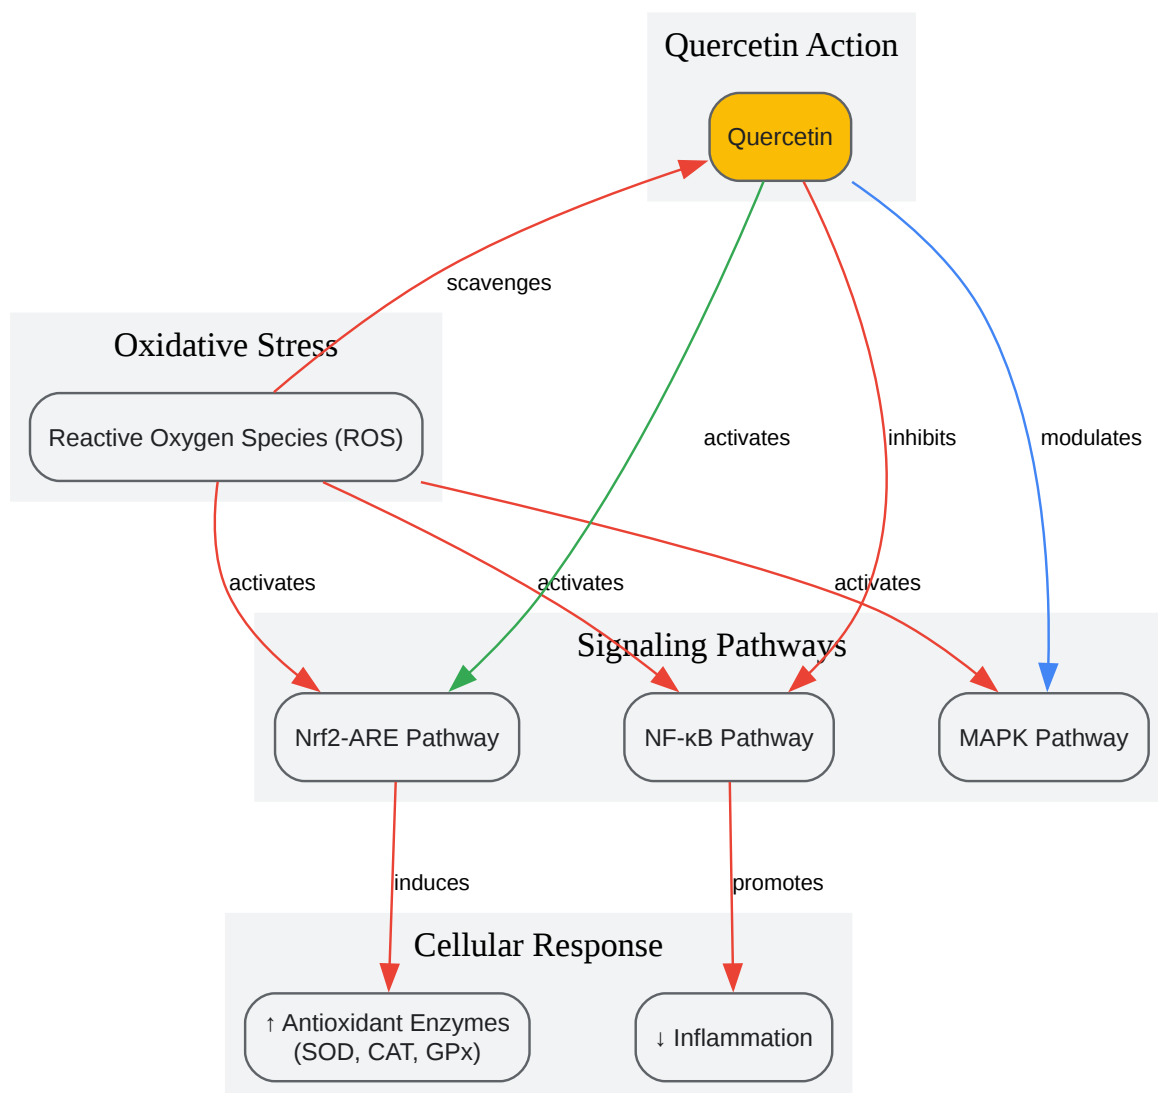 Quercetin Action
Quercetin
scavenges
Oxidative Stress
Reactive Oxygen Species (ROS)
activates
inhibits
modulates
activates
activates
activates
Signaling Pathways
Nrf2-ARE Pathway
NF-κB Pathway
MAPK Pathway
induces
promotes
Cellular Response
↑ Antioxidant Enzymes
(SOD, CAT, GPx)
↓ Inflammation